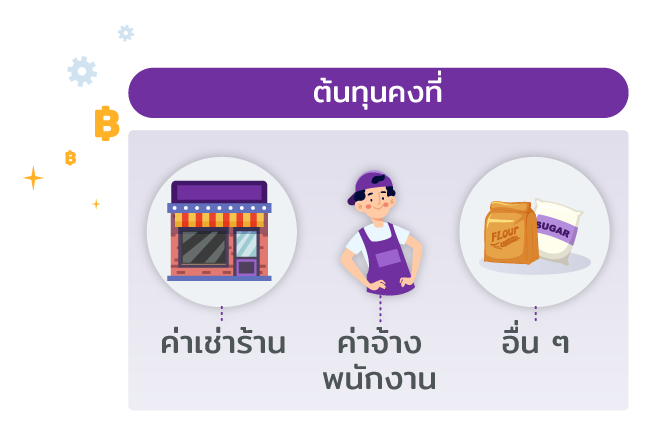 ต้นทุนคงที่
FLOUR
SUGAR
ค่าเช่าร้าน
ค่าจ้าง
พนักงาน
อื่น ๆ